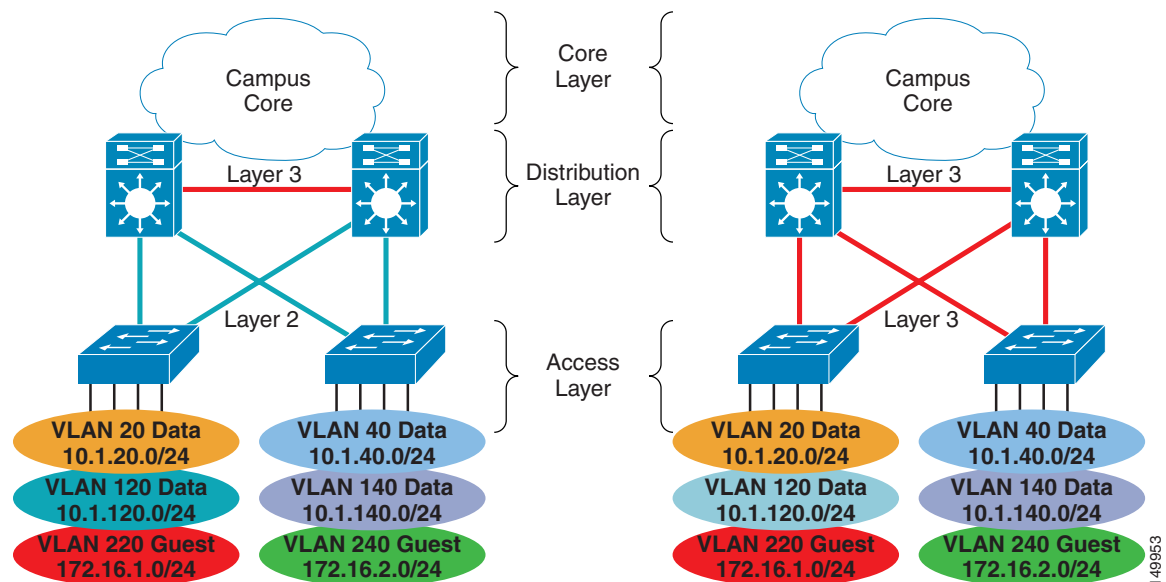 Campus
Core
Core
Layer
Campus
Core
Layer 3
Distribution
Layer
Layer 3
Layer 2
Layer 3
Access
Layer
VLAN 20 Data
10.1.20.0/24
VLAN 40 Data
10.1.40.0/24
VLAN 120 Data
10.1.120.0/24
VLAN 140 Data
10.1.140.0/24
VLAN 220 Guest
172.16.1.0/24
VLAN 240 Guest
172.16.2.0/24
VLAN 20 Data
10.1.20.0/24
VLAN 40 Data
10.1.40.0/24
VLAN 120 Data
10.1.120.0/24
VLAN 140 Data
10.1.140.0/24
VLAN 220 Guest
172.16.1.0/24
VLAN 240 Guest
172.16.2.0/24
149953